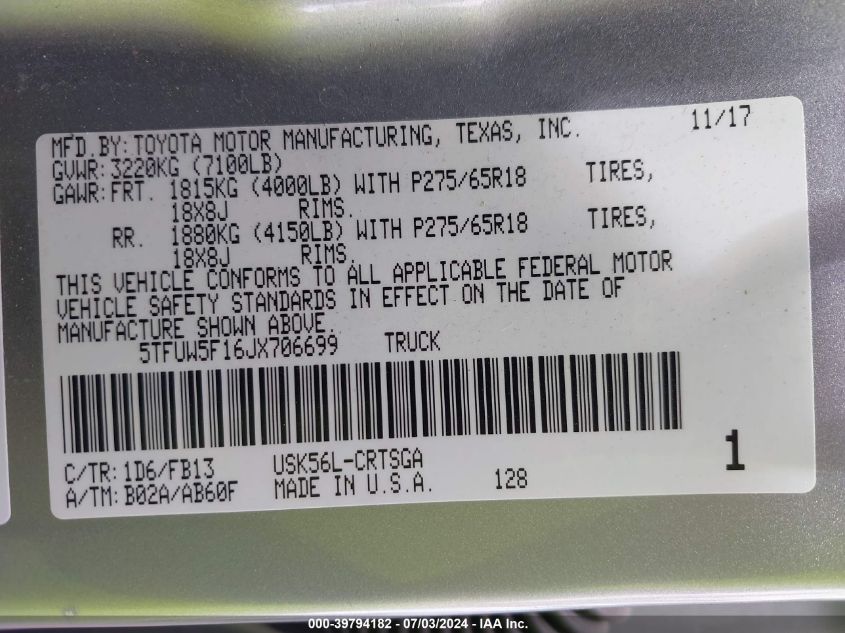 MFD.BY:TOYOTA MOTOR MANUFACTURING, TEXAS, INC. 11/17
GVWR:3220KG (7100LB)
GAWR:FRT. 1815KG (4000LB) WITH P275/65R18 TIRES,
18X8J RIMS.
RR. 1880KG (4150LB) WITH P275/65R18 TIRES,
18X8J RIMS.
THIS VEHICLE CONFORMS TO ALL APPLICABLE FEDERAL MOTOR
VEHICLE SAFETY STANDARDS IN EFFECT ON THE DATE OF
MANUFACTURE SHOWN ABOVE.
5TFUW5F16JX706699 TRUCK
C/TR:1D6/FB13 USK56L-CRTSGA 1
A/TM:B02A/AB60F MADE IN U.S.A. 128
000-39794182 - 07/03/2024 - IAA Inc.